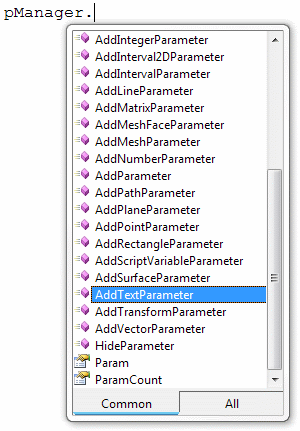 pManager.
AddIntegerParameter
AddInterval2DParameter
AddIntervalParameter
AddLineParameter
AddMatrixParameter
AddMeshFaceParameter
AddMeshParameter
AddNumberParameter
AddParameter
AddPathParameter
AddPlaneParameter
AddPointParameter
AddRectangleParameter
AddScriptVariableParameter
AddSurfaceParameter
AddTextParameter
AddTransformParameter
AddVectorParameter
HideParameter
Param
ParamCount
Common All